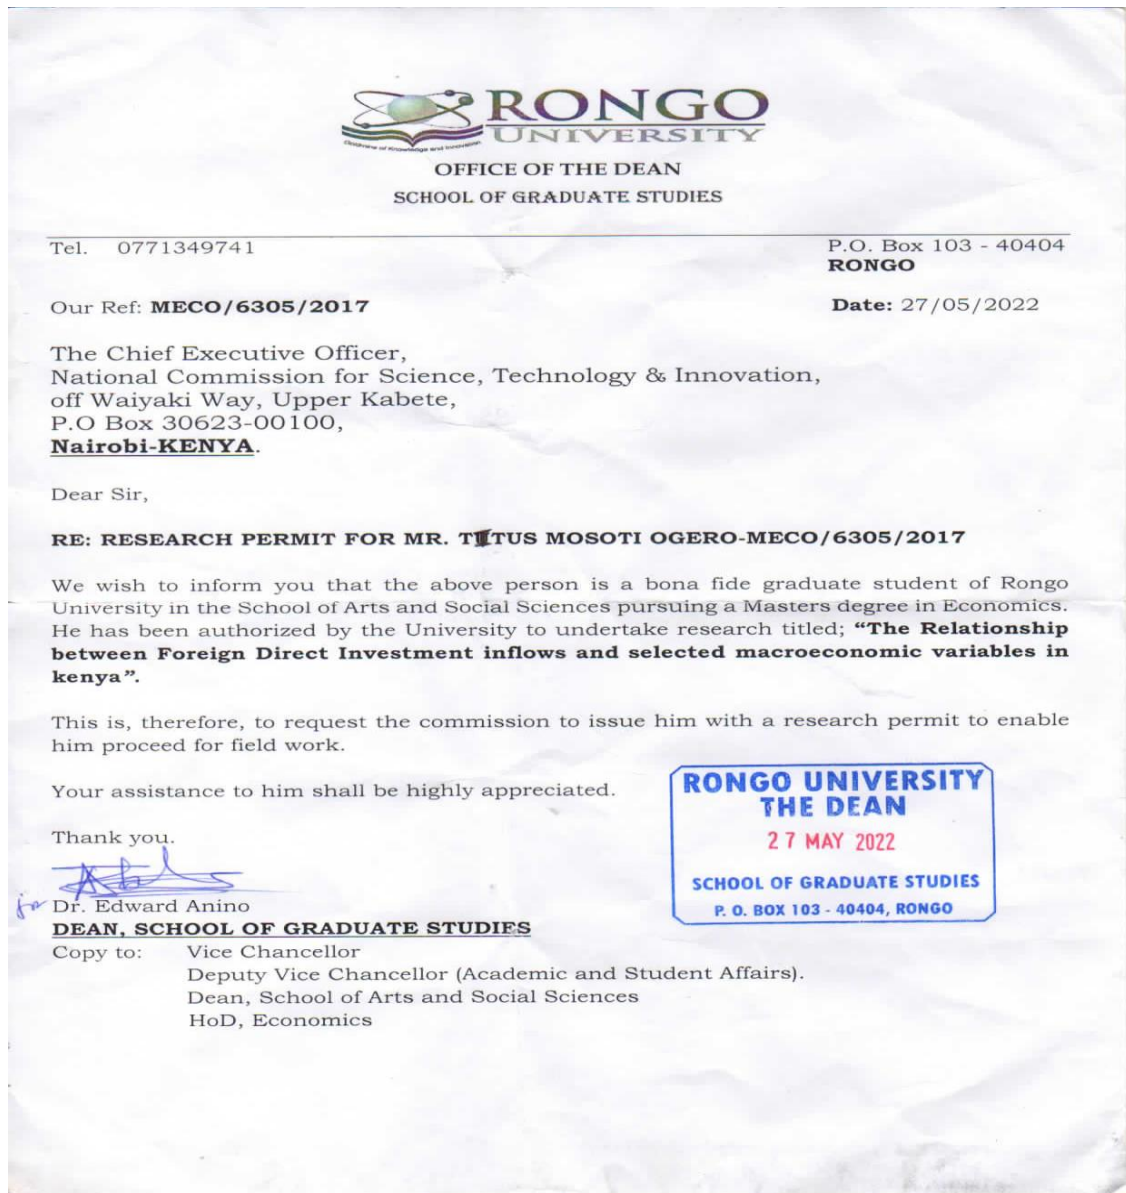 RONGO
UNIVERSITY
OFFICE OF THE DEAN
SCHOOL OF GRADUATE STUDIES
Tel. 0771349741
P.O. Box 103 - 40404
RONGO
Our Ref: MECO/6305/2017
Date: 27/05/2022
The Chief Executive Officer,
National Commission for Science, Technology & Innovation,
off Waiyaki Way, Upper Kabete,
P.O Box 30623-00100,
Nairobi-KENYA.
Dear Sir,
RE: RESEARCH PERMIT FOR MR. TITUS MOSOTI OGERO-MECO/6305/2017
We wish to inform you that the above person is a bona fide graduate student of Rongo
University in the School of Arts and Social Sciences pursuing a Masters degree in Economics.
He has been authorized by the University to undertake research titled; “The Relationship
between Foreign Direct Investment inflows and selected macroeconomic variables in
kenya”.
This is, therefore, to request the commission to issue him with a research permit to enable
him proceed for field work.
Your assistance to him shall be highly appreciated.
Thank you.
for Dr. Edward Anino
DEAN, SCHOOL OF GRADUATE STUDIES
Copy to: Vice Chancellor
Deputy Vice Chancellor (Academic and Student Affairs).
Dean, School of Arts and Social Sciences
HoD, Economics
RONGO UNIVERSITY
THE DEAN
27 MAY 2022
SCHOOL OF GRADUATE STUDIES
P. O. BOX 103 - 40404, RONGO